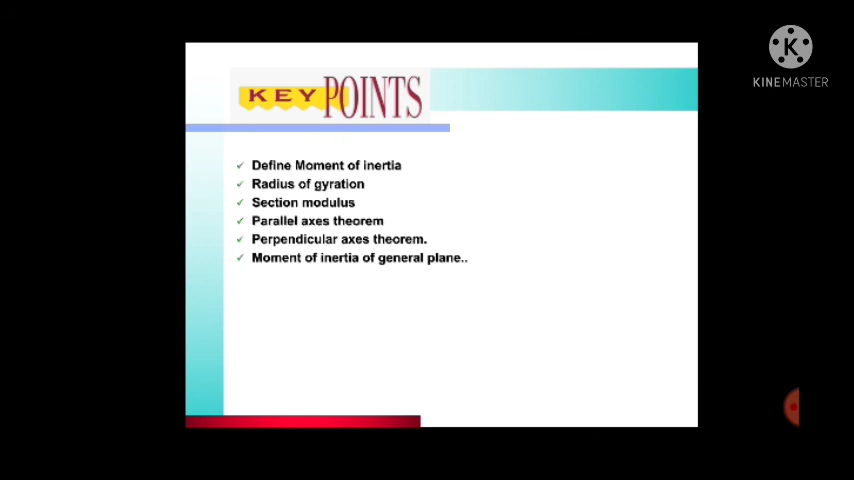 KEY POINTS
KINEMASTER
✓ Define Moment of inertia
✓ Radius of gyration
✓ Section modulus
✓ Parallel axes theorem
✓ Perpendicular axes theorem.
✓ Moment of inertia of general plane..